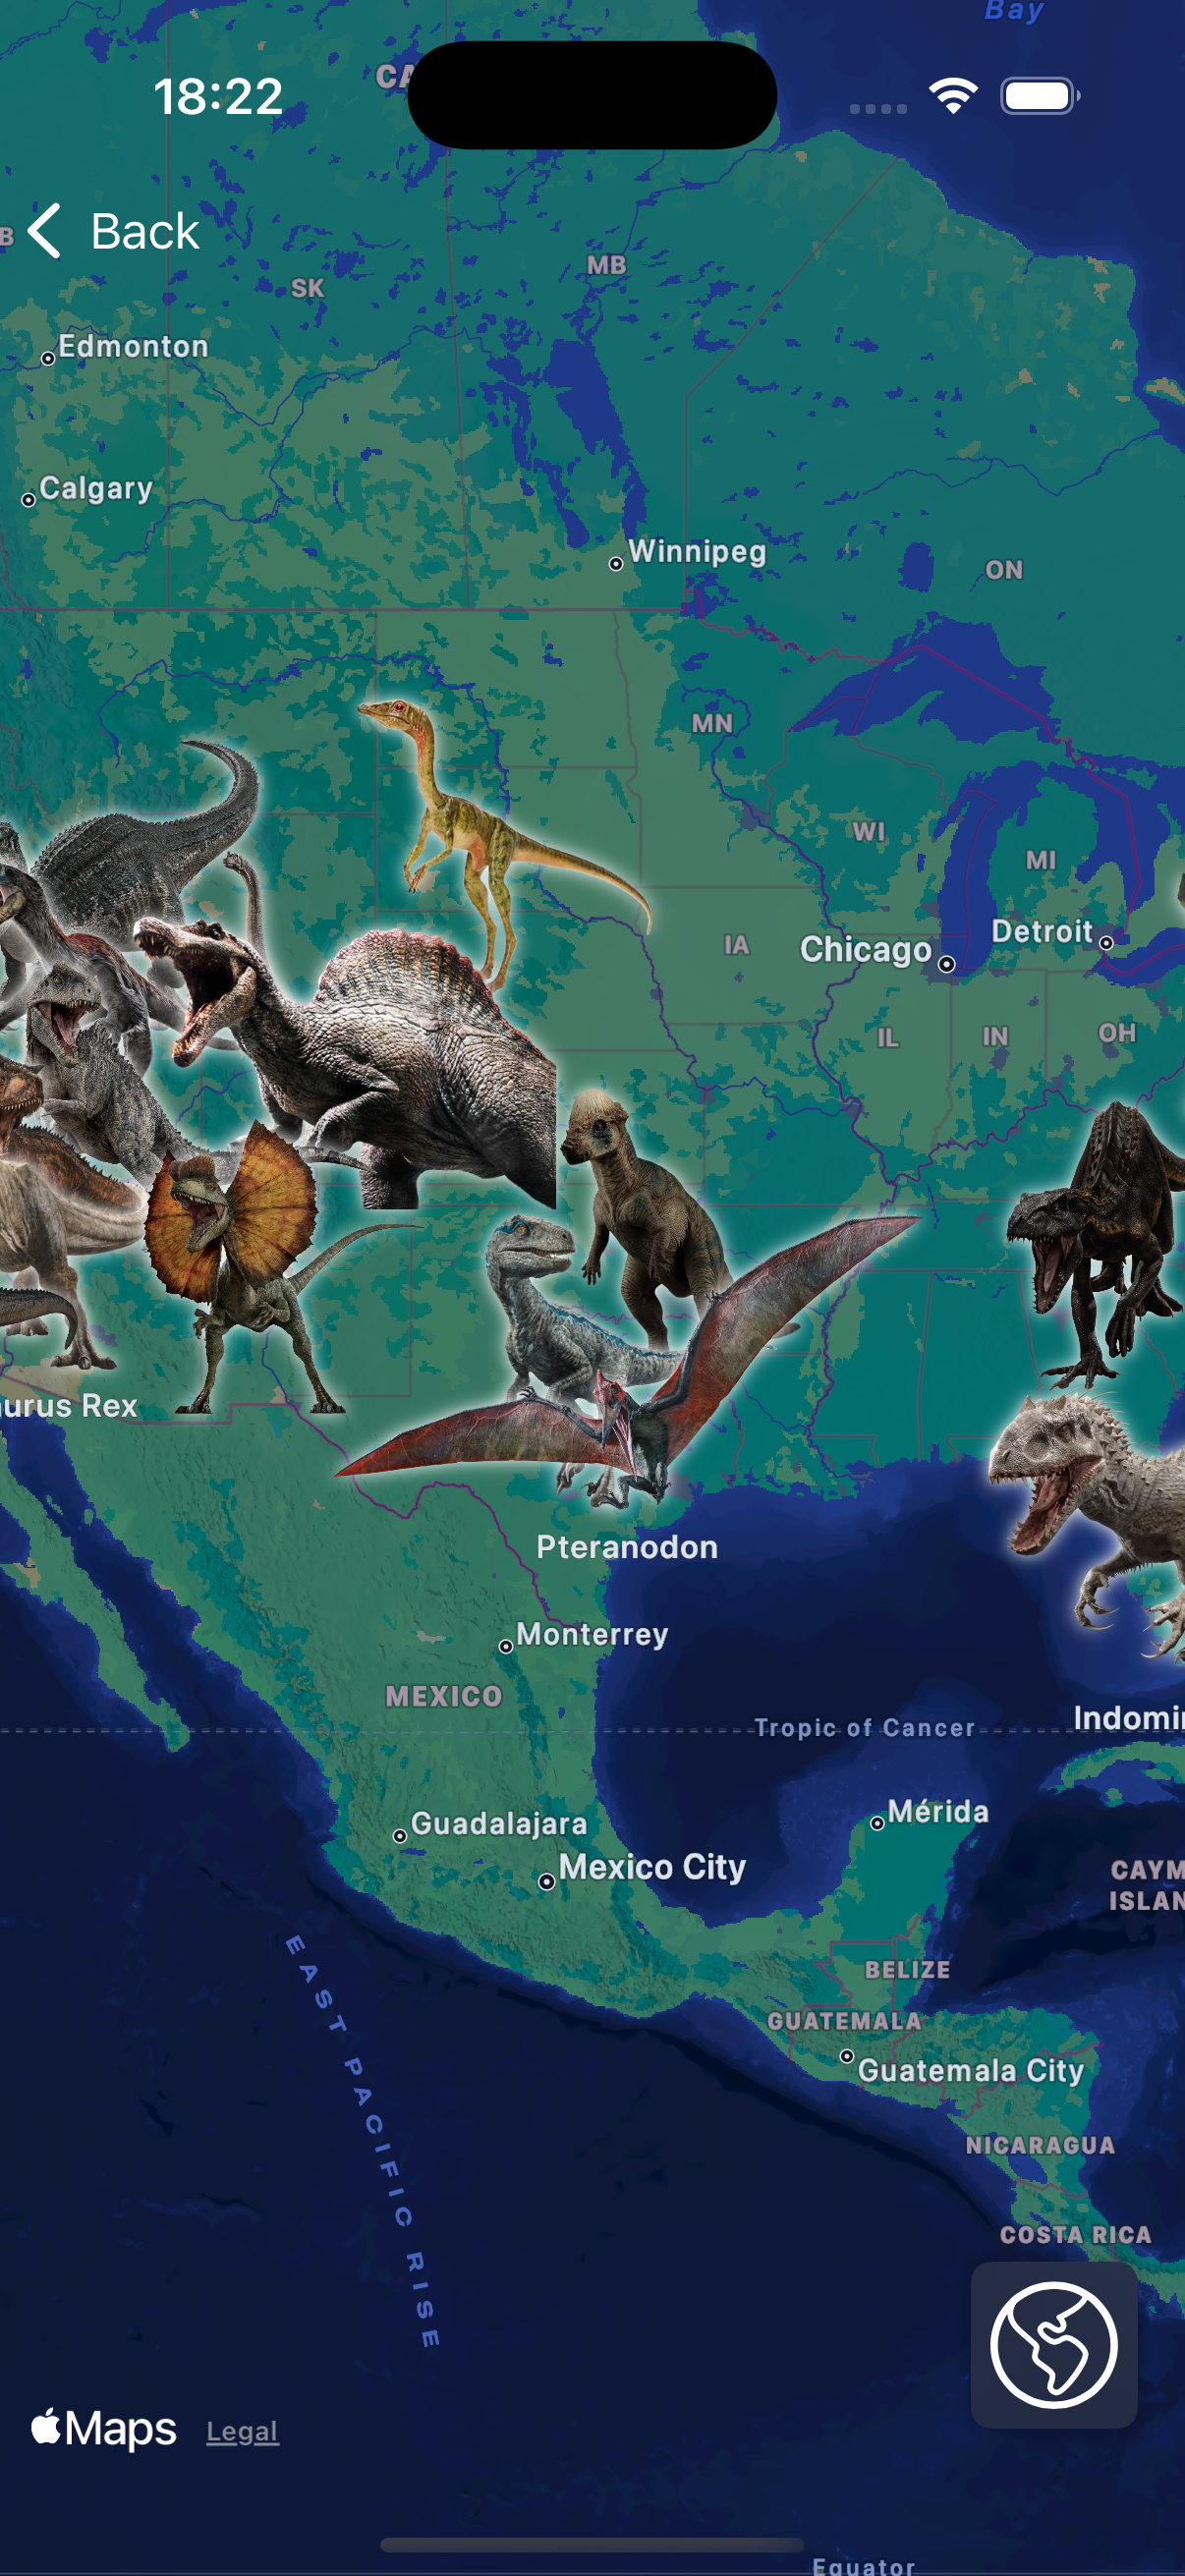 Bay
18:22
CA
B
Back
MB
SK
Edmonton
Calgary
Winnipeg
ON
MN
WI
MI
Detroit
IA
Chicago
IL
IN
OH
urus Rex
Pteranodon
Monterrey
MEXICO
Indomin
Tropic of Cancer
Mérida
Guadalajara
Mexico City
CAYM
ISLAN
EAST PACIFIC RISE
BELIZE
GUATEMALA
Guatemala City
NICARAGUA
COSTA RICA
Maps
Legal
Equator